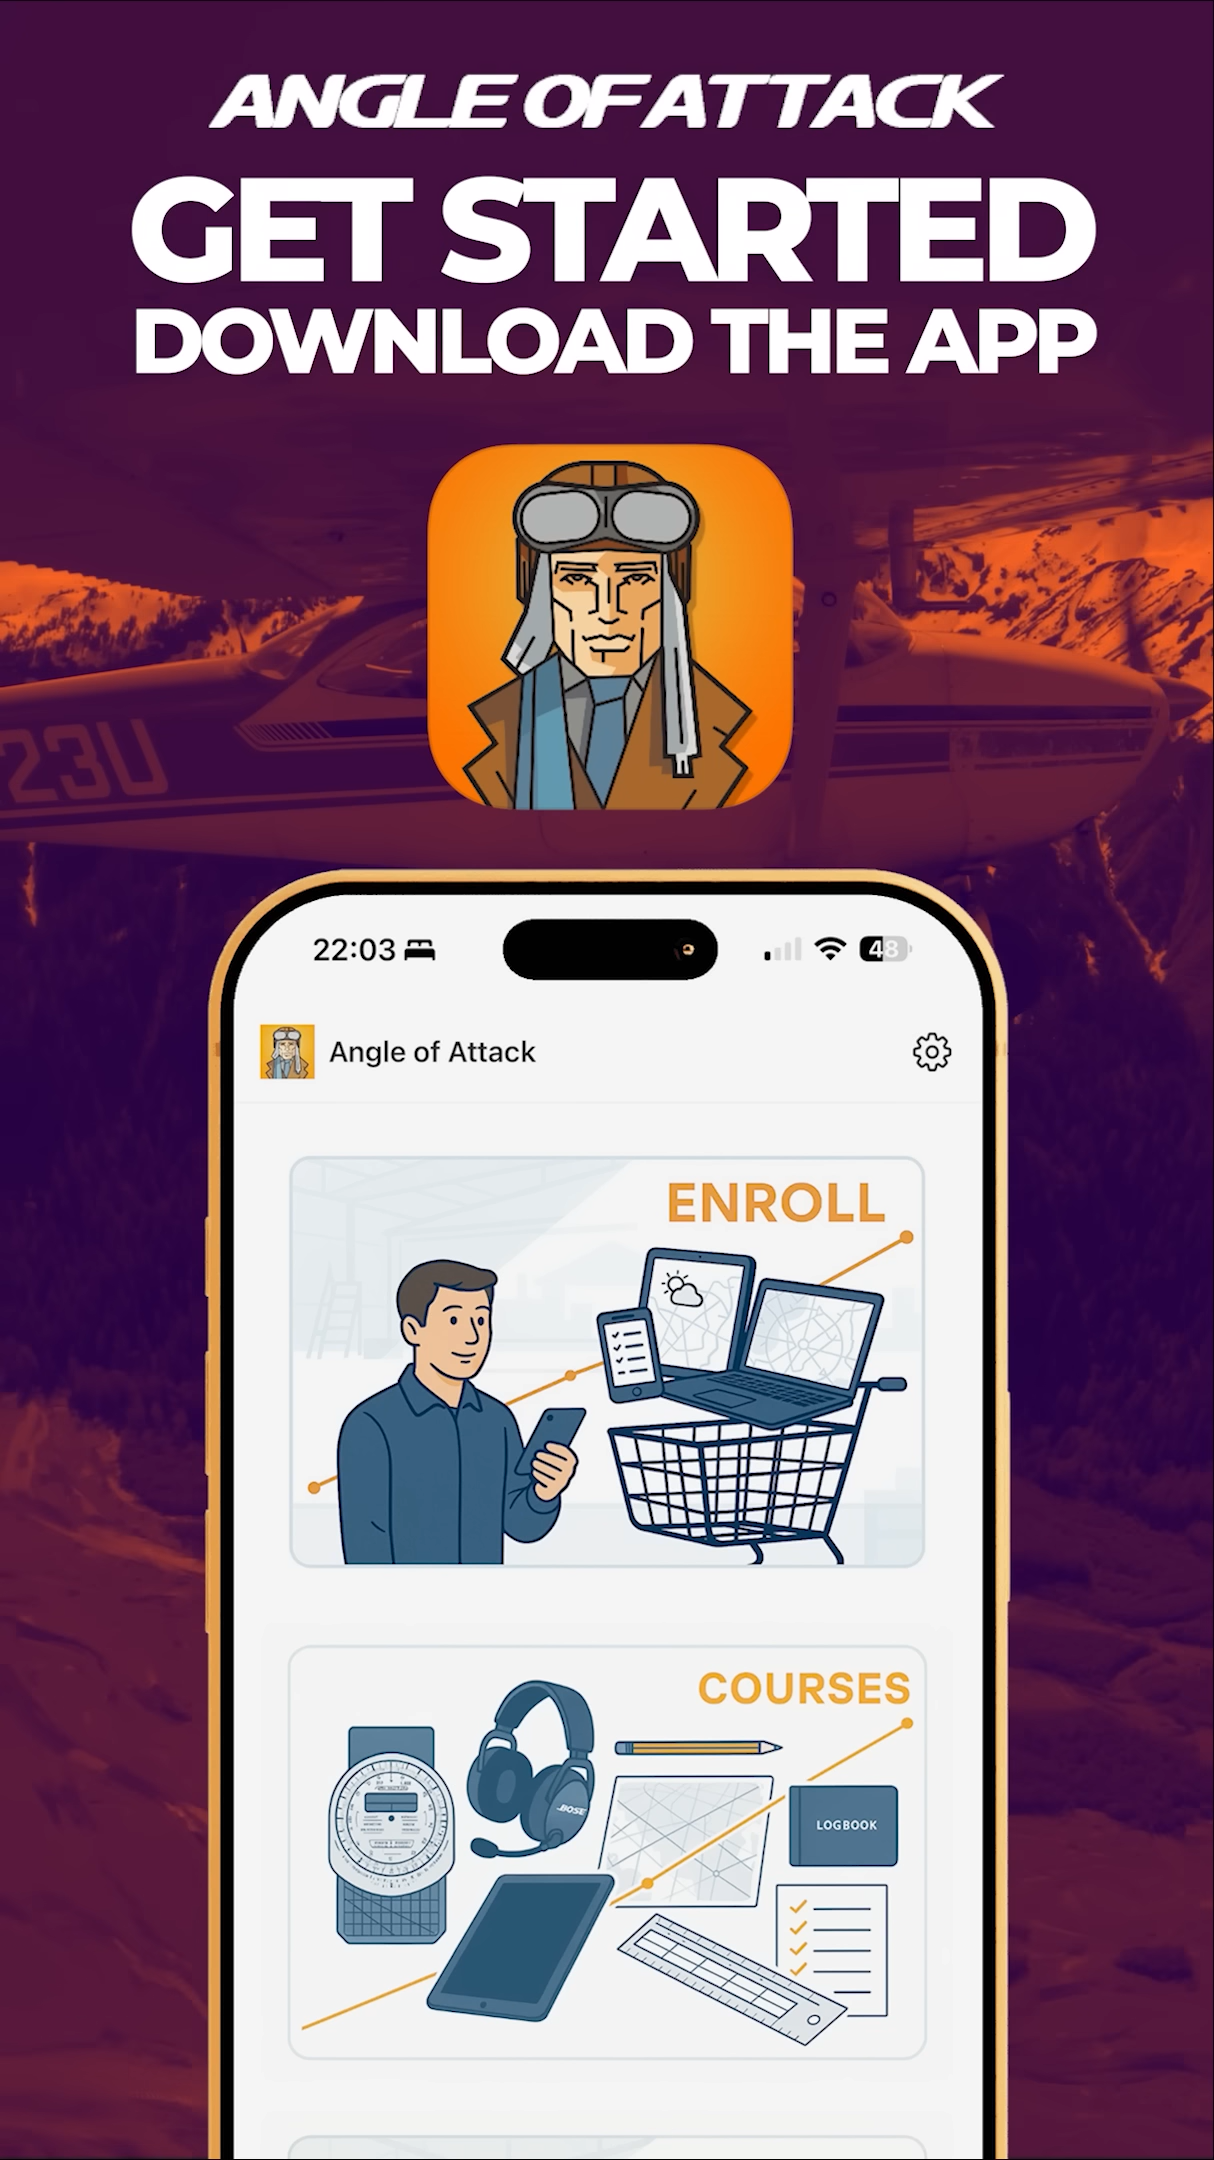 ANGLE OF ATTACK
GET STARTED
DOWNLOAD THE APP
23U
22:03
48
Angle of Attack
ENROLL
COURSES
BOSE
LOGBOOK